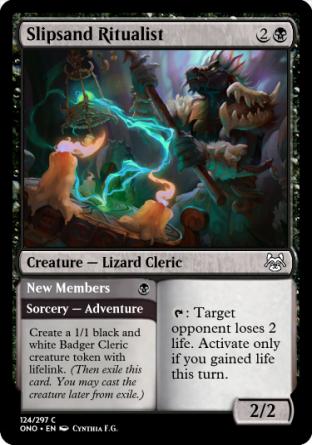 Slipsand Ritualist 2
Creature — Lizard Cleric
New Members
Sorcery — Adventure
Create a 1/1 black and
white Badger Cleric
creature token with
lifelink. (Then exile this
card. You may cast the
creature later from exile.)
: Target
opponent loses 2
life. Activate only
if you gained life
this turn.
2/2
124/297 C
ONO • EN CYNTHIA F.G.